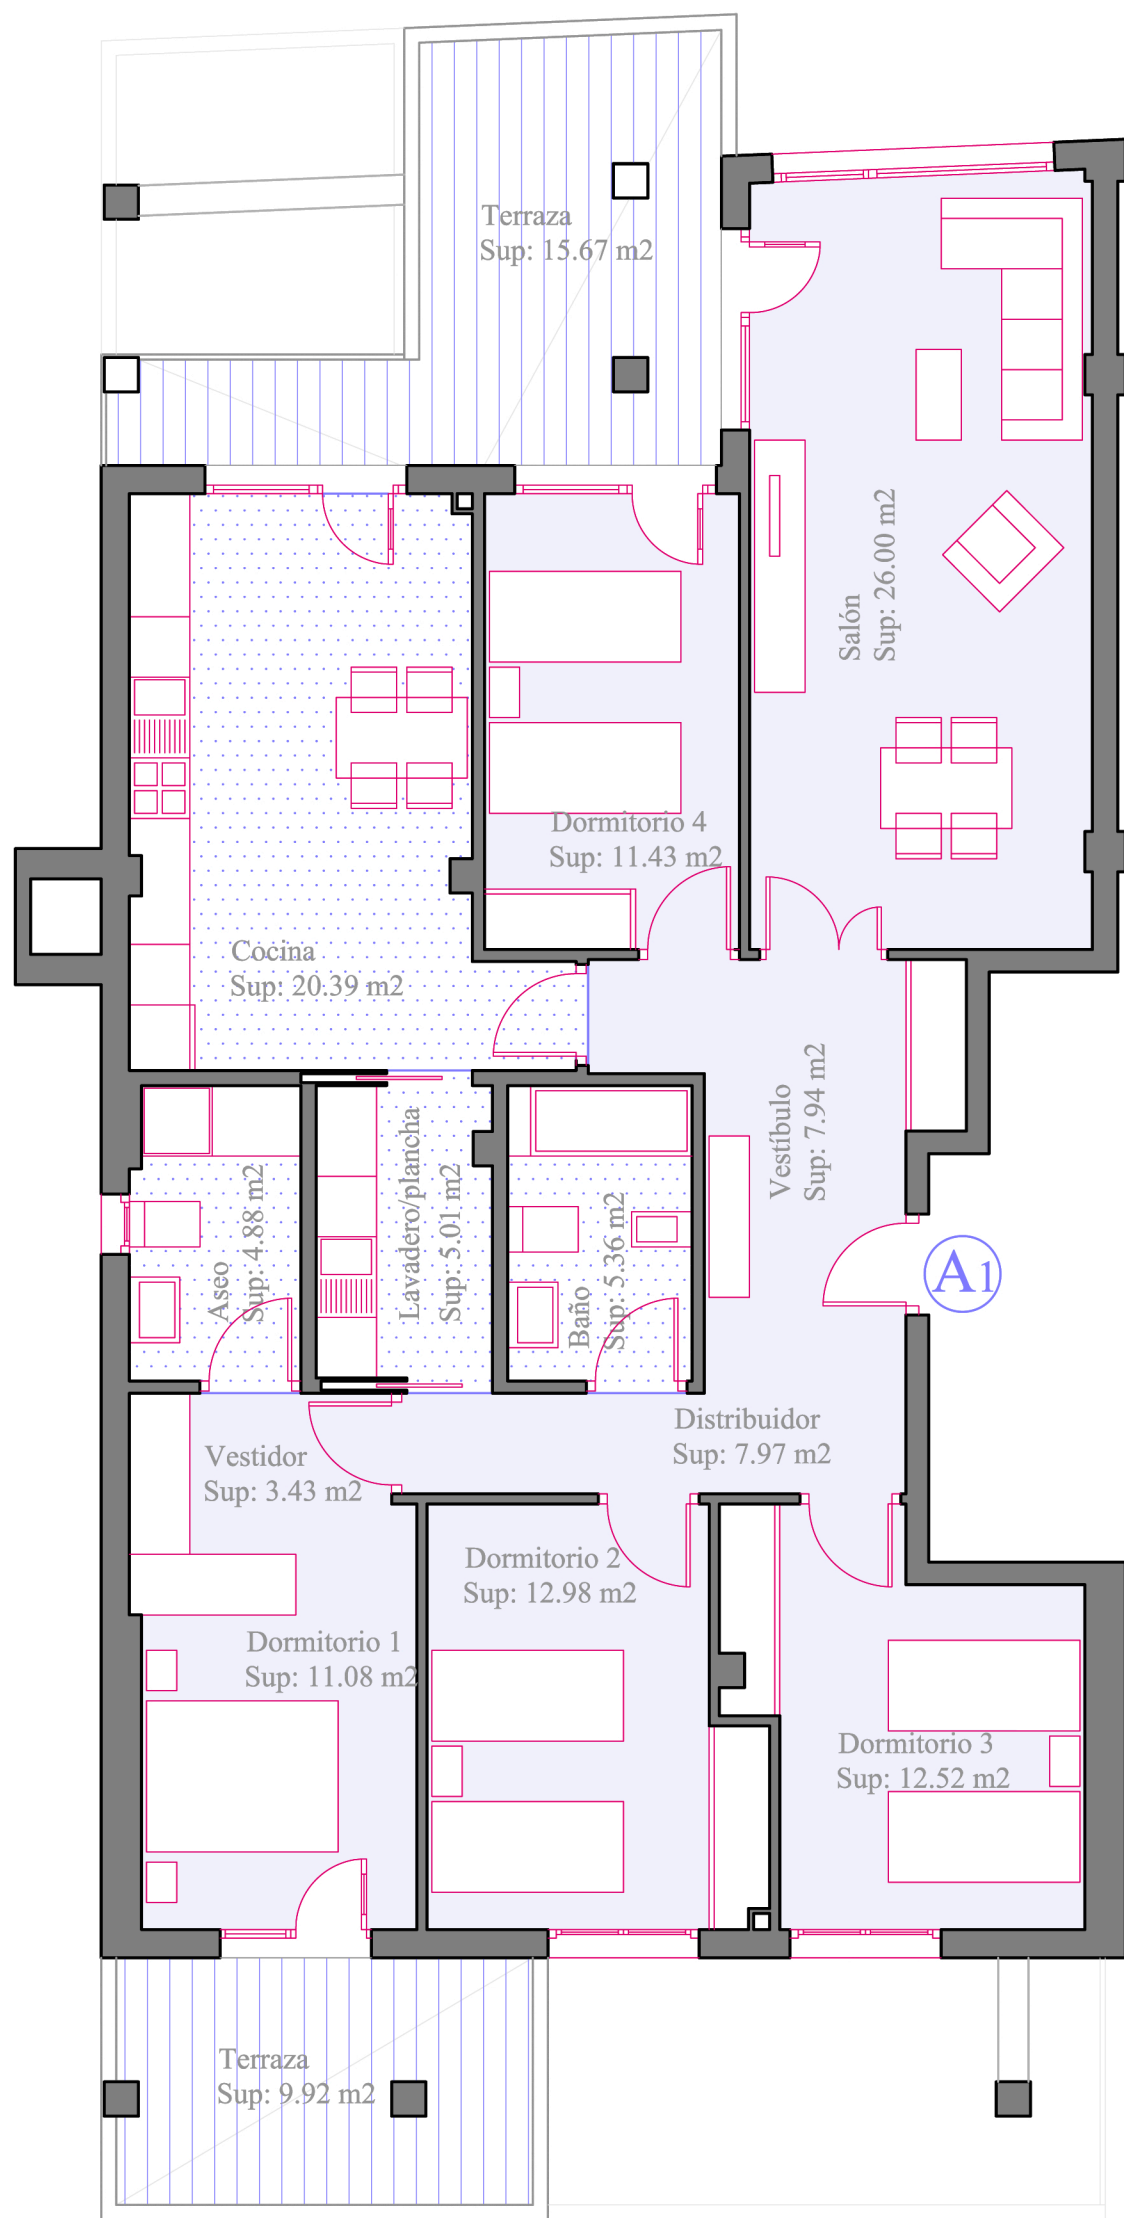 Terraza
Sup: 15.67 m2
Salón
Sup: 26.00 m2
Dormitorio 4
Sup: 11.43 m2
Cocina
Sup: 20.39 m2
Vestíbulo
Sup: 7.94 m2
Aseo
Sup: 4.88 m2
Lavadero/plancha
Sup: 5.01 m2
Baño
Sup: 5.36 m2
A1
Distribuidor
Sup: 7.97 m2
Vestidor
Sup: 3.43 m2
Dormitorio 2
Sup: 12.98 m2
Dormitorio 1
Sup: 11.08 m2
Dormitorio 3
Sup: 12.52 m2
Terraza
Sup: 9.92 m2